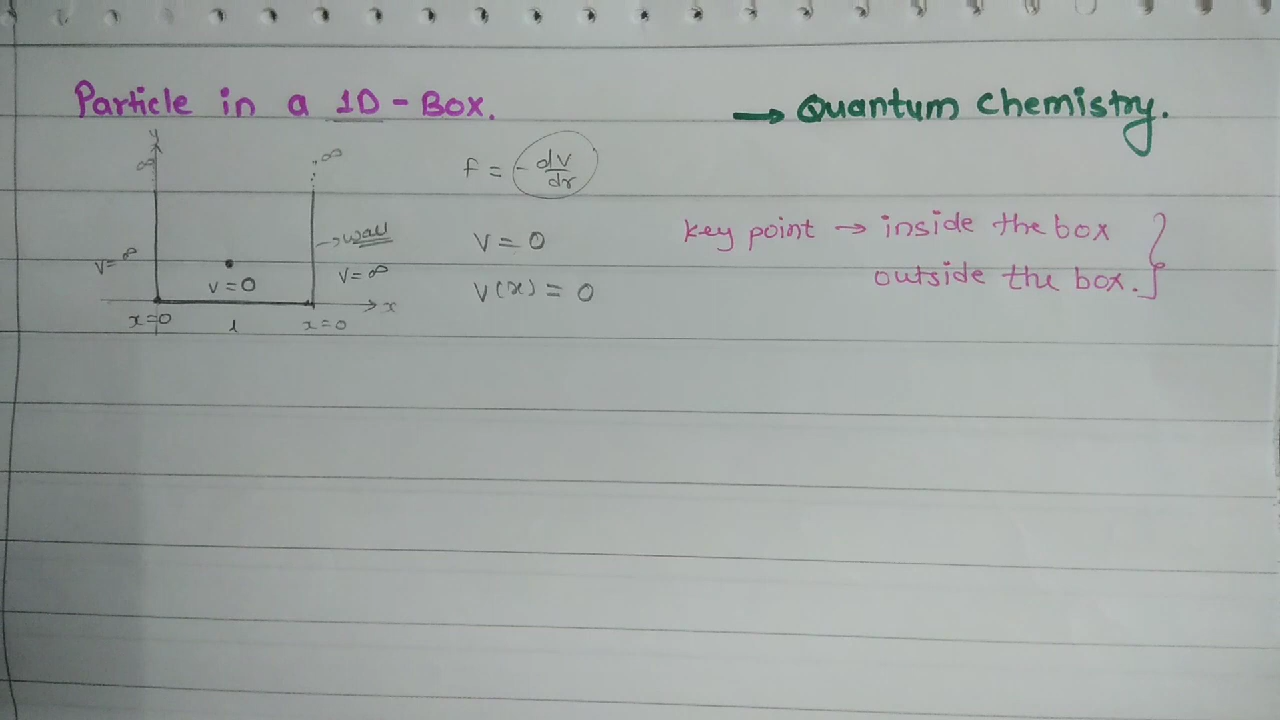 Particle in a 1D - Box.
→ Quantum chemistry.
y
∞
∞
f = - dv/dr
key point → inside the box
outside the box.
→ wall
v = 0
v = ∞
v = 0
v = ∞
v(x) = 0
x
x = 0
l
x = 0